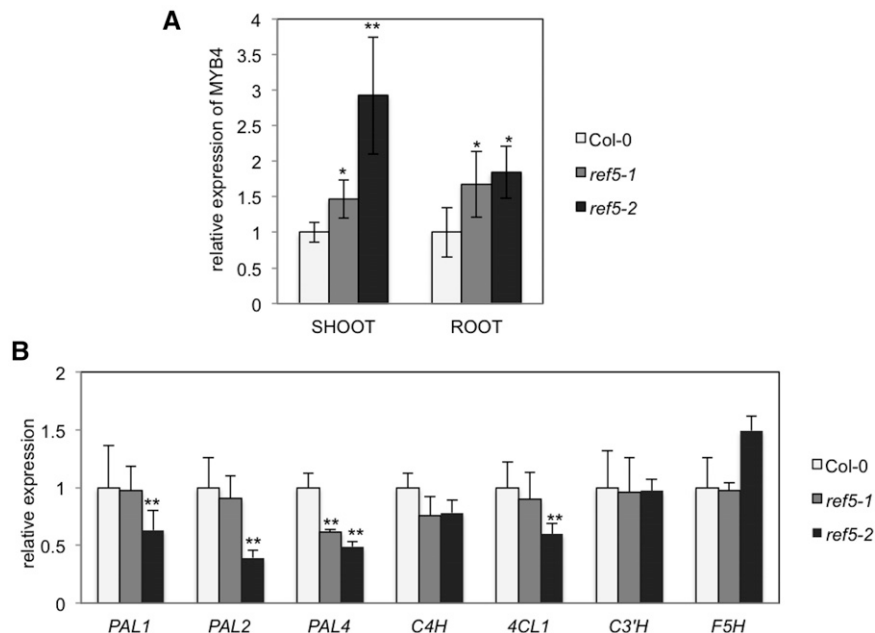 A
relative expression of MYB4
4
3.5
3
2.5
2
1.5
1
0.5
0
*
**
*
*
SHOOT
ROOT
Col-0
ref5-1
ref5-2
B
relative expression
2
1.5
1
0.5
0
**
**
**
**
**
PAL1
PAL2
PAL4
C4H
4CL1
C3'H
F5H
Col-0
ref5-1
ref5-2